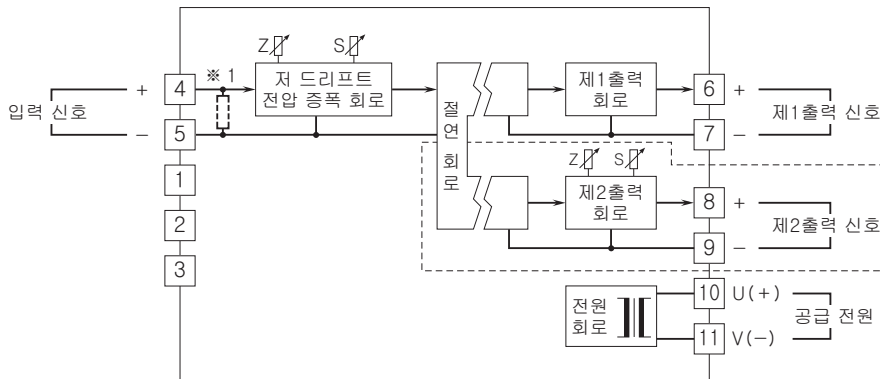 Z S
※ 1
저 드리프트
전압 증폭 회로
제1출력
회로
4 +
입력 신호
5 −
6 +
제1출력 신호
7 −
절연 회로
1
2
3
Z S
제2출력
회로
8 +
제2출력 신호
9 −
전원
회로
10 U(+)
공급 전원
11 V(−)